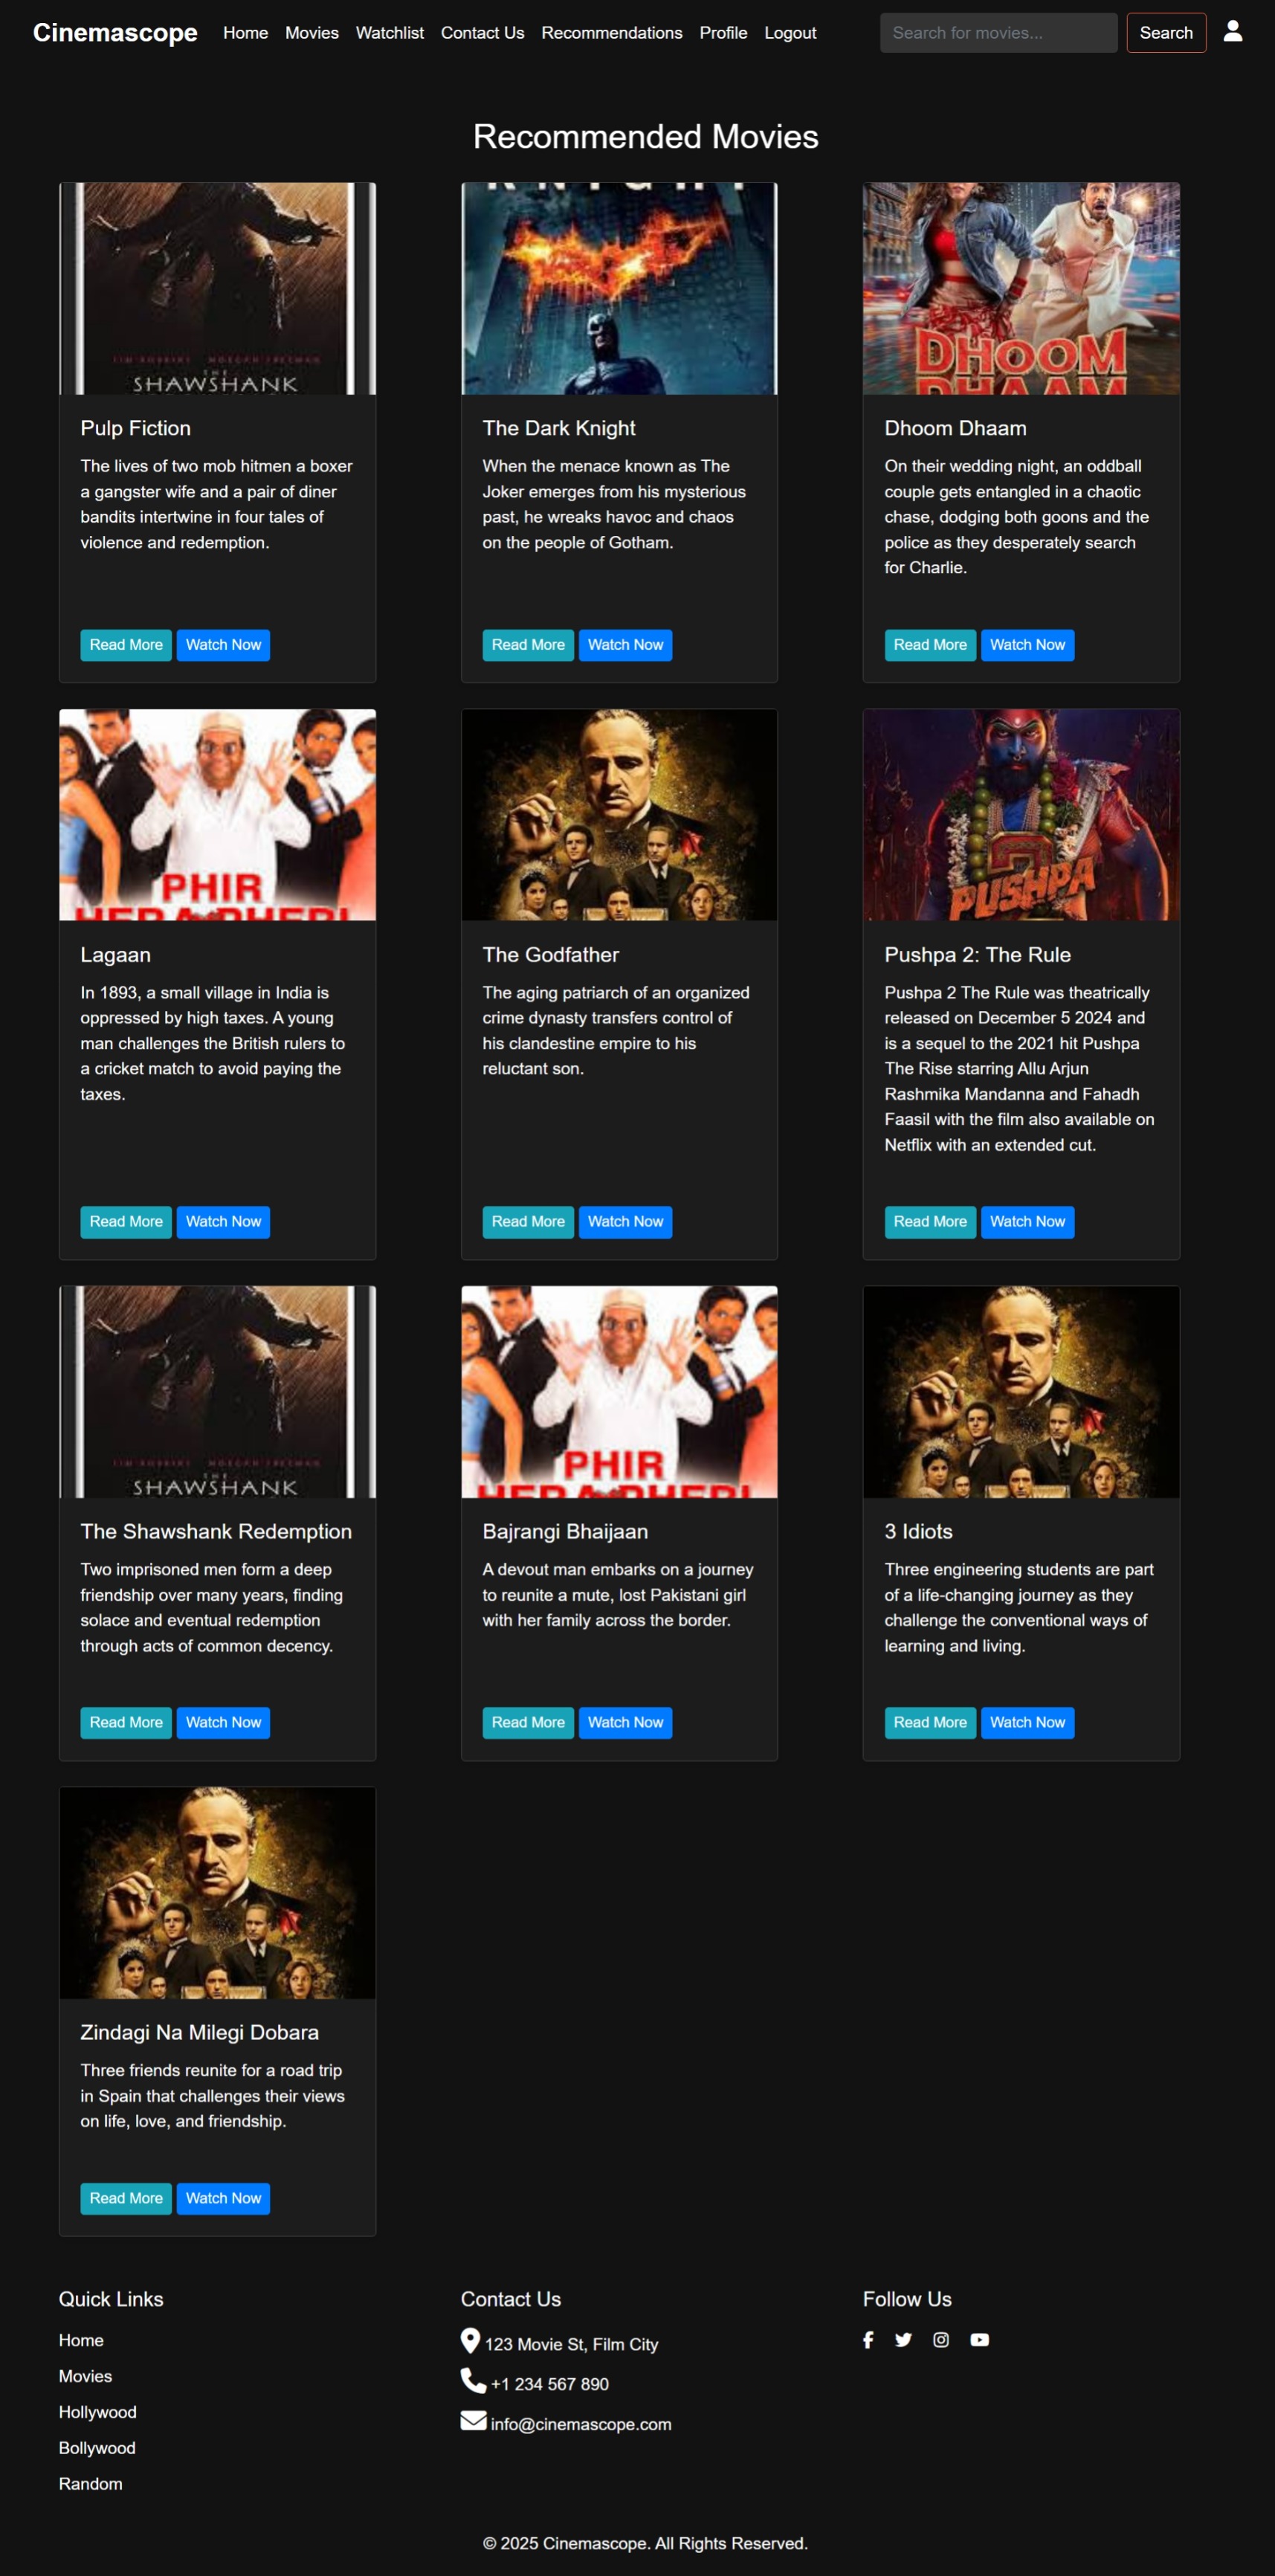 Cinemascope Home Movies Watchlist Contact Us Recommendations Profile Logout Search for movies... Search
Recommended Movies
SHAWSHANK
DHOOM
DHAAM
Pulp Fiction
The lives of two mob hitmen a boxer
a gangster wife and a pair of diner
bandits intertwine in four tales of
violence and redemption.
Read More Watch Now
The Dark Knight
When the menace known as The
Joker emerges from his mysterious
past, he wreaks havoc and chaos
on the people of Gotham.
Read More Watch Now
Dhoom Dhaam
On their wedding night, an oddball
couple gets entangled in a chaotic
chase, dodging both goons and the
police as they desperately search
for Charlie.
Read More Watch Now
PHIR
HERA PHERI
Lagaan
In 1893, a small village in India is
oppressed by high taxes. A young
man challenges the British rulers to
a cricket match to avoid paying the
taxes.
Read More Watch Now
The Godfather
The aging patriarch of an organized
crime dynasty transfers control of
his clandestine empire to his
reluctant son.
Read More Watch Now
2
PUSHPA
Pushpa 2: The Rule
Pushpa 2 The Rule was theatrically
released on December 5 2024 and
is a sequel to the 2021 hit Pushpa
The Rise starring Allu Arjun
Rashmika Mandanna and Fahadh
Faasil with the film also available on
Netflix with an extended cut.
Read More Watch Now
SHAWSHANK
The Shawshank Redemption
Two imprisoned men form a deep
friendship over many years, finding
solace and eventual redemption
through acts of common decency.
Read More Watch Now
PHIR
HERA PHERI
Bajrangi Bhaijaan
A devout man embarks on a journey
to reunite a mute, lost Pakistani girl
with her family across the border.
Read More Watch Now
3 Idiots
Three engineering students are part
of a life-changing journey as they
challenge the conventional ways of
learning and living.
Read More Watch Now
Zindagi Na Milegi Dobara
Three friends reunite for a road trip
in Spain that challenges their views
on life, love, and friendship.
Read More Watch Now
Quick Links
Home
Movies
Hollywood
Bollywood
Random
Contact Us
123 Movie St, Film City
+1 234 567 890
info@cinemascope.com
Follow Us
© 2025 Cinemascope. All Rights Reserved.